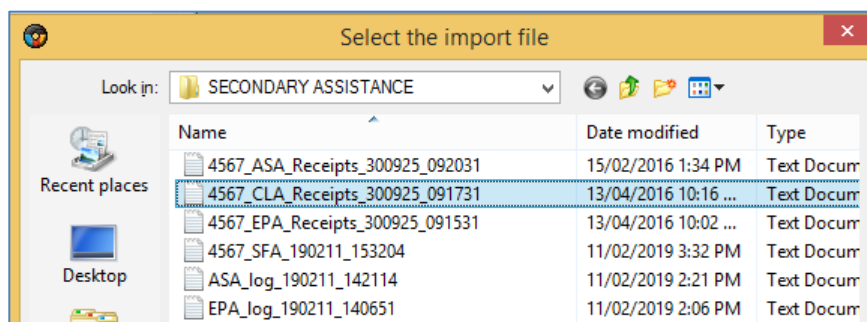 Select the import file
Look in: SECONDARY ASSISTANCE
Name Date modified Type
4567_ASA_Receipts_300925_092031 15/02/2016 1:34 PM Text Docum
Recent places
4567_CLA_Receipts_300925_091731 13/04/2016 10:16 ... Text Docum
4567_EPA_Receipts_300925_091531 13/04/2016 10:02 ... Text Docum
4567_SFA_190211_153204 11/02/2019 3:32 PM Text Docum
Desktop
ASA_log_190211_142114 11/02/2019 2:21 PM Text Docum
EPA_log_190211_140651 11/02/2019 2:06 PM Text Docum